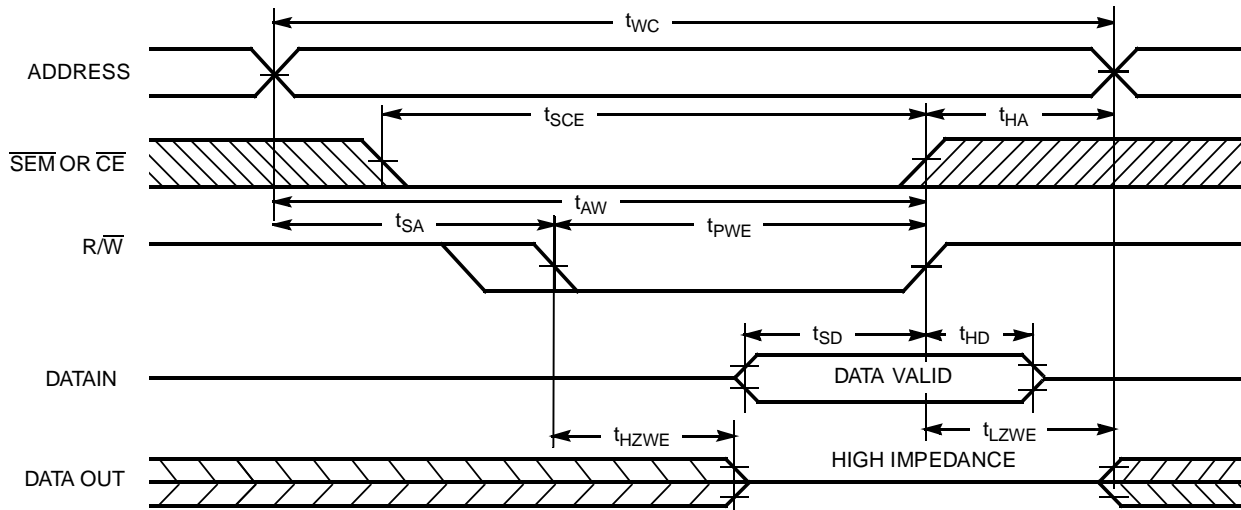 tWC
ADDRESS
tSCE
tHA
SEM OR CE
tAW
tSA
tPWE
R/W
tSD
tHD
DATAIN
DATA VALID
tHZWE
tLZWE
HIGH IMPEDANCE
DATA OUT